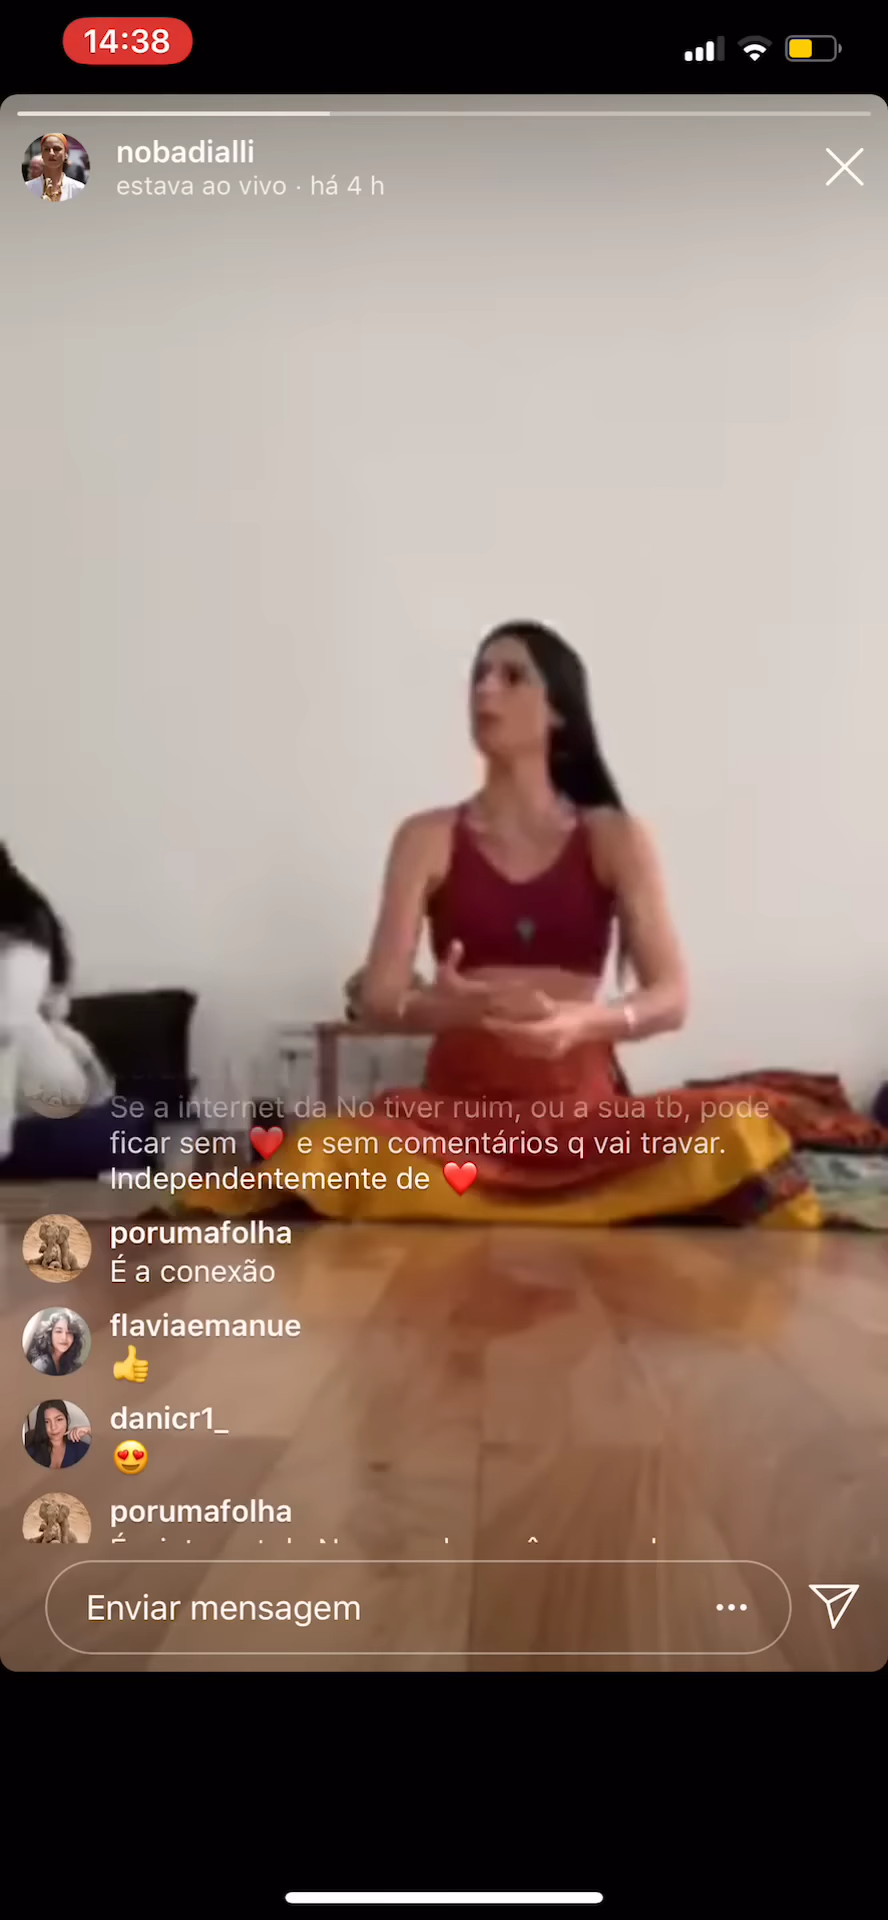 14:38
nobadialli
estava ao vivo · há 4 h
Se a internet da No tiver ruim, ou a sua tb, pode
ficar sem ❤️ e sem comentários q vai travar.
Independentemente de ❤️
porumafolha
É a conexão
flaviaemanue
👍
danicr1_
😍
porumafolha
Enviar mensagem